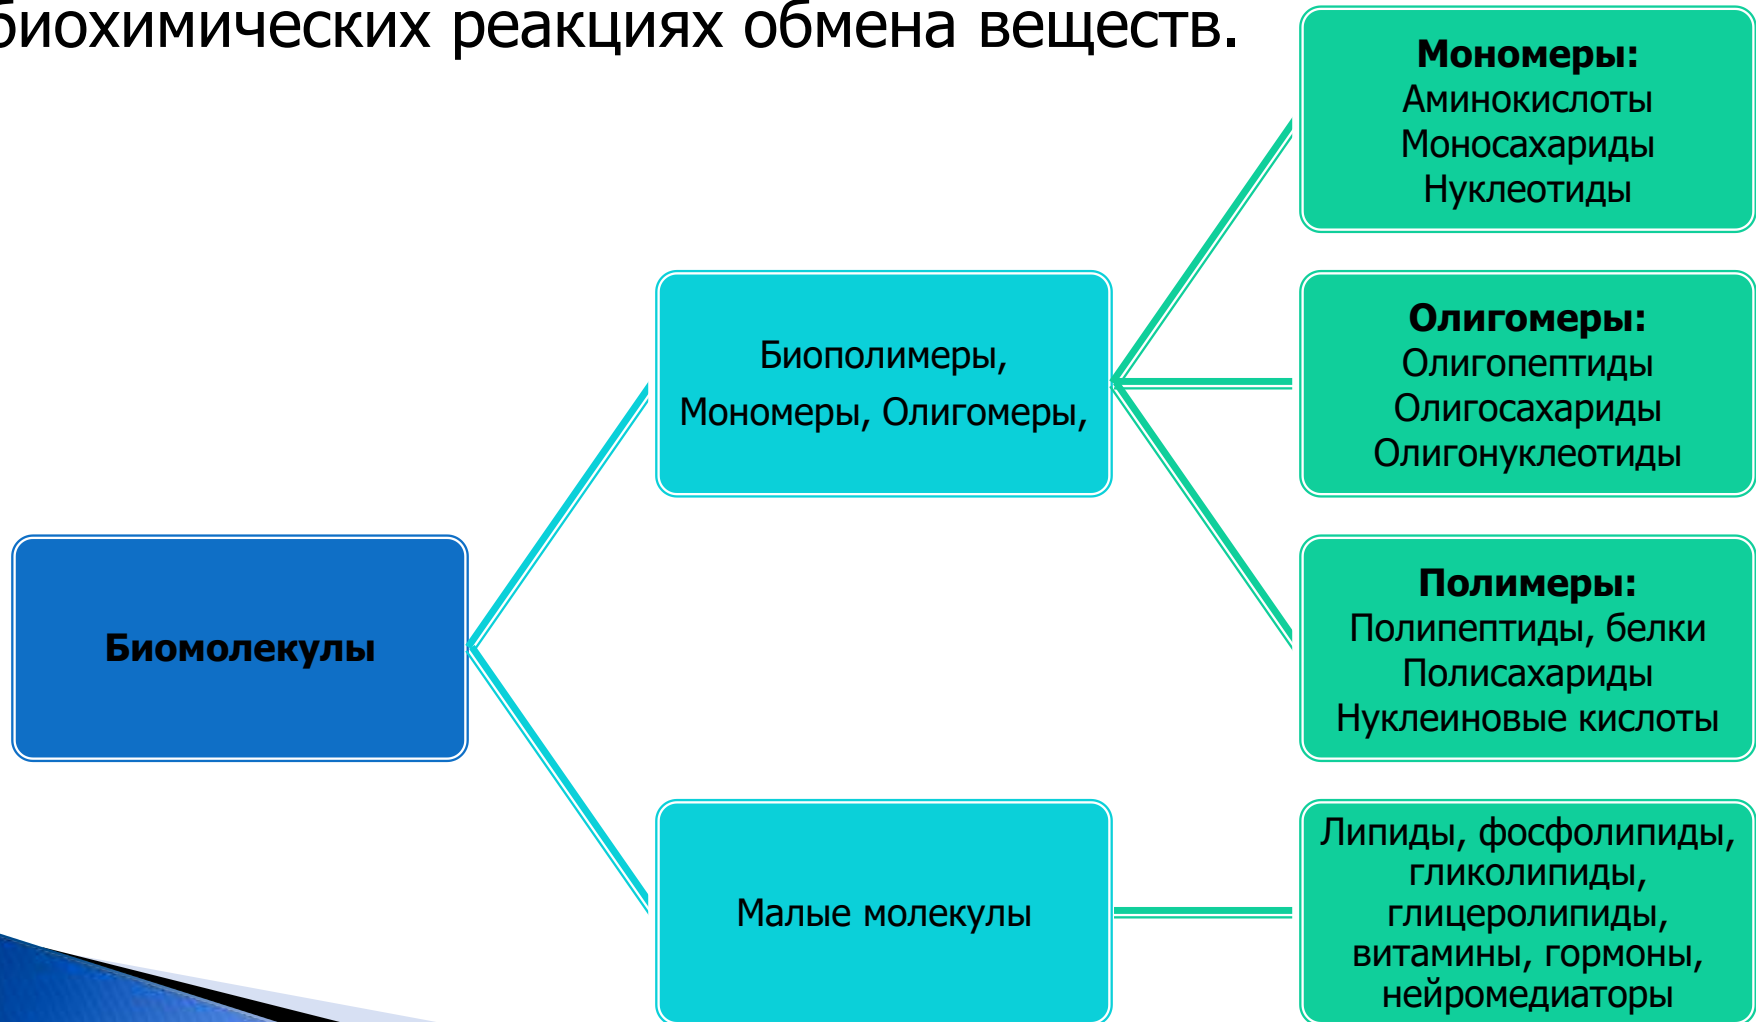 биохимических реакциях обмена веществ.
Мономеры:
Аминокислоты
Моносахариды
Нуклеотиды
Биополимеры,
Мономеры, Олигомеры,
Олигомеры:
Олигопептиды
Олигосахариды
Олигонуклеотиды
Биомолекулы
Полимеры:
Полипептиды, белки
Полисахариды
Нуклеиновые кислоты
Малые молекулы
Липиды, фосфолипиды,
гликолипиды,
глицеролипиды,
витамины, гормоны,
нейромедиаторы